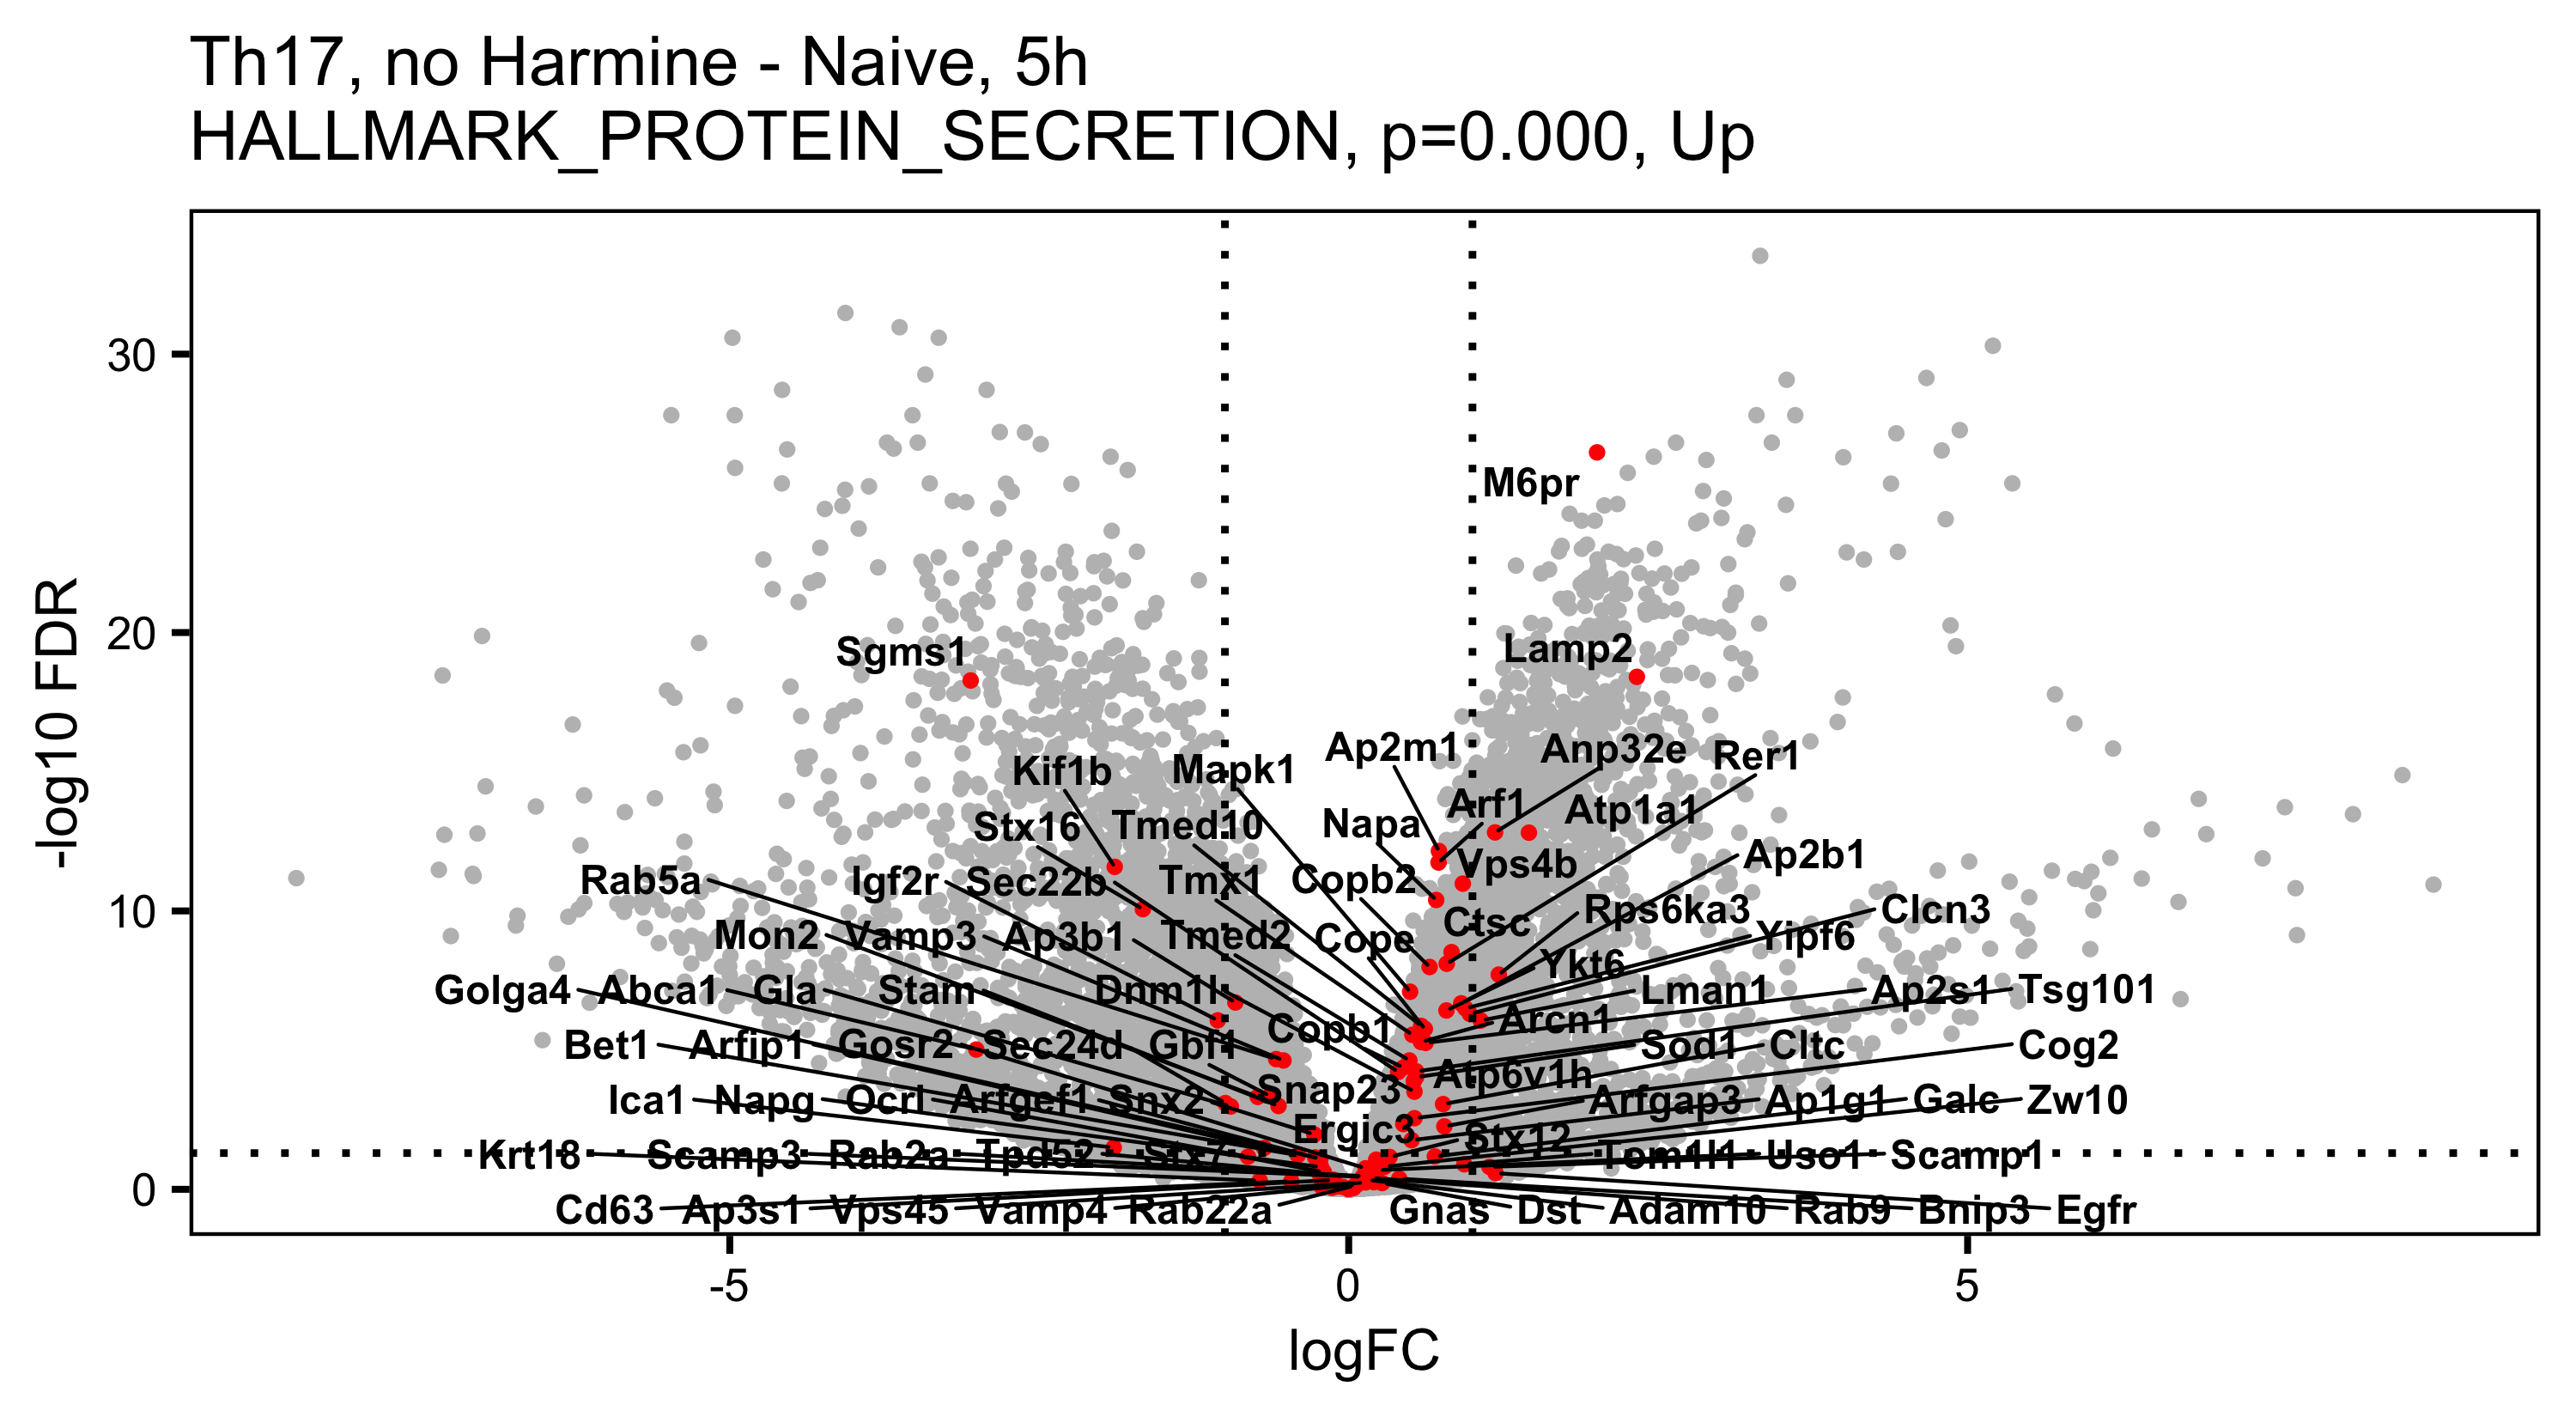 Th17, no Harmine - Naive, 5h
HALLMARK_PROTEIN_SECRETION, p=0.000, Up
-log10 FDR
30
20
10
0
M6pr
Sgms1 Lamp2
Kif1b Mapk1 Ap2m1 Anp32e Rer1
Stx16 Tmed10 Napa Arf1 Atp1a1
Rab5a Igf2r Sec22b Tmx1 Copb2 Vps4b Ap2b1
Mon2 Vamp3 Ap3b1 Tmed2 Cope Ctsc Rps6ka3 Clcn3
Yipf6
Golga4 Abca1 Gla Stam Dnm1l Ykt6 Lman1 Ap2s1 Tsg101
Bet1 Arfip1 Gosr2 Sec24d Gbf1 Copb1 Arcn1 Sod1 Cltc Cog2
Ica1 Napg Ocrl Arfgef1 Snx2 Snap23 Atp6v1h Arfgap3 Ap1g1 Galc Zw10
Krt18 Scamp3 Rab2a Tpd52 Stx7 Ergic3 Stx12 Tom1l1 Uso1 Scamp1
Cd63 Ap3s1 Vps45 Vamp4 Rab22a Gnas Dst Adam10 Rab9 Bnip3 Egfr
-5 0 5
logFC